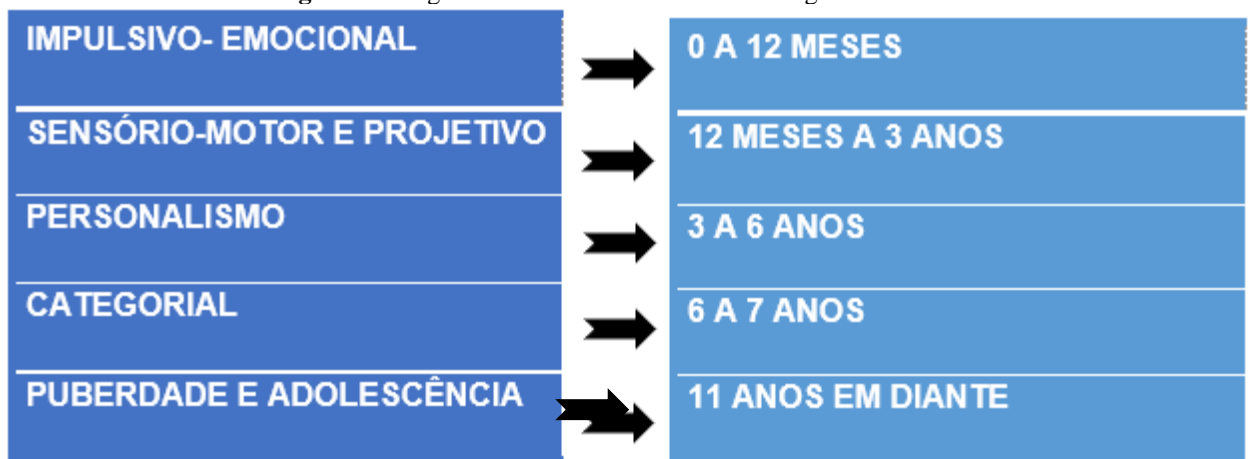 IMPULSIVO- EMOCIONAL
0 A 12 MESES
SENSÓRIO-MOTOR E PROJETIVO
12 MESES A 3 ANOS
PERSONALISMO
3 A 6 ANOS
CATEGORIAL
6 A 7 ANOS
PUBERDADE E ADOLESCÊNCIA
11 ANOS EM DIANTE